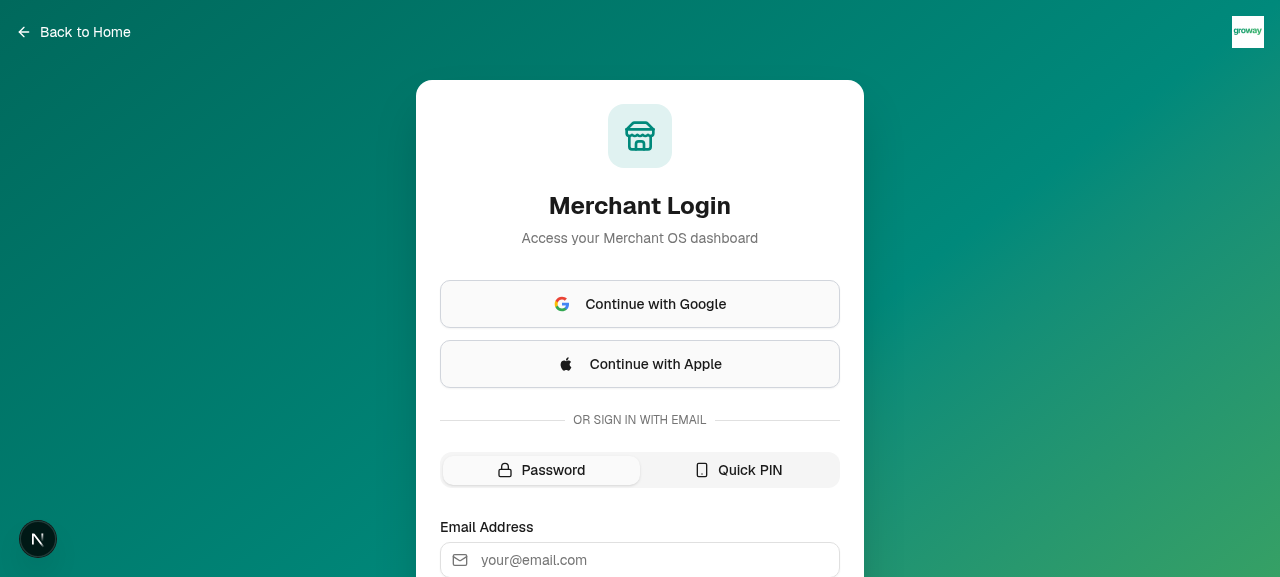 Back to Home
groway
Merchant Login
Access your Merchant OS dashboard
Continue with Google
Continue with Apple
OR SIGN IN WITH EMAIL
Password
Quick PIN
Email Address
your@email.com
N